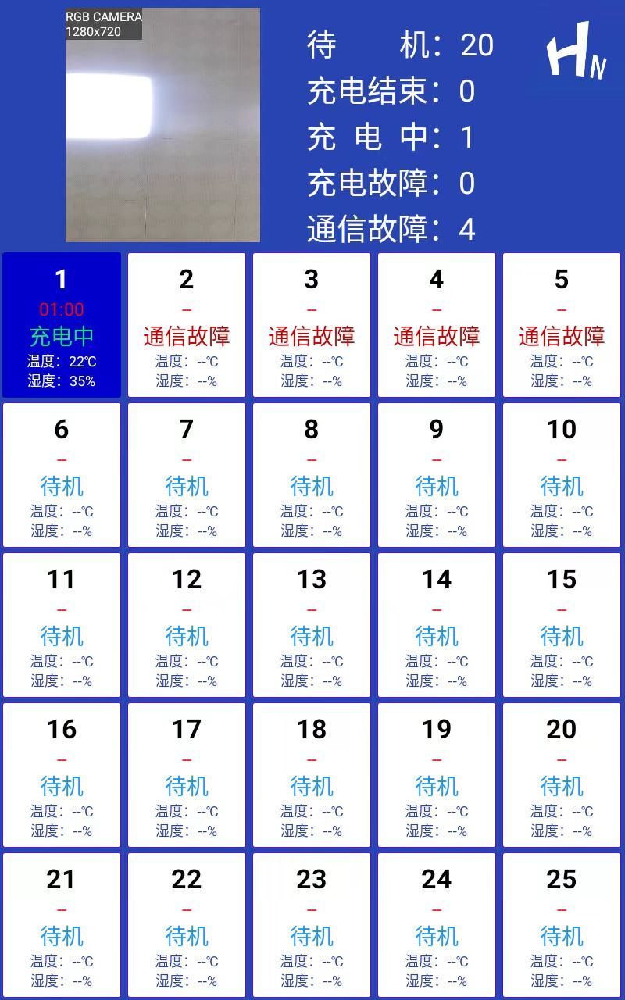 RGB CAMERA
1280x720
待 机：20
充电结束：0
充 电 中：1
充电故障：0
通信故障：4
HN
1
01:00
充电中
温度：22℃
湿度：35%
2
--
通信故障
温度：--℃
湿度：--%
3
--
通信故障
温度：--℃
湿度：--%
4
--
通信故障
温度：--℃
湿度：--%
5
--
通信故障
温度：--℃
湿度：--%
6
--
待机
温度：--℃
湿度：--%
7
--
待机
温度：--℃
湿度：--%
8
--
待机
温度：--℃
湿度：--%
9
--
待机
温度：--℃
湿度：--%
10
--
待机
温度：--℃
湿度：--%
11
--
待机
温度：--℃
湿度：--%
12
--
待机
温度：--℃
湿度：--%
13
--
待机
温度：--℃
湿度：--%
14
--
待机
温度：--℃
湿度：--%
15
--
待机
温度：--℃
湿度：--%
16
--
待机
温度：--℃
湿度：--%
17
--
待机
温度：--℃
湿度：--%
18
--
待机
温度：--℃
湿度：--%
19
--
待机
温度：--℃
湿度：--%
20
--
待机
温度：--℃
湿度：--%
21
--
待机
温度：--℃
湿度：--%
22
--
待机
温度：--℃
湿度：--%
23
--
待机
温度：--℃
湿度：--%
24
--
待机
温度：--℃
湿度：--%
25
--
待机
温度：--℃
湿度：--%